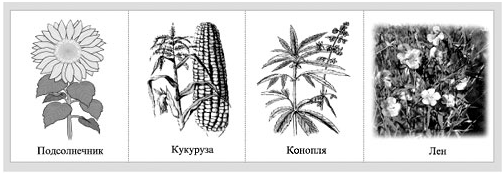 Подсолнечник
Кукуруза
Конопля
Лен